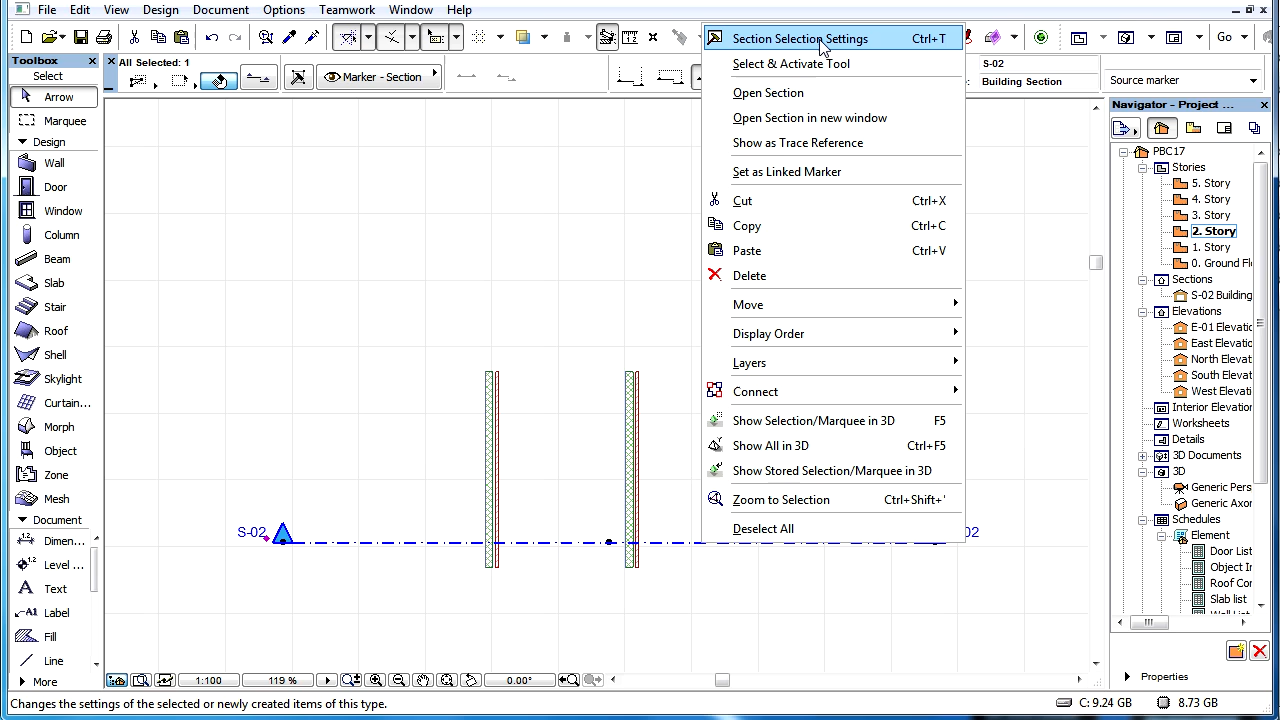 File Edit View Design Document Options Teamwork Window Help
Go
Toolbox
Select
Arrow
Marquee
Design
Wall
Door
Window
Column
Beam
Slab
Stair
Roof
Shell
Skylight
Curtain...
Morph
Object
Zone
Mesh
Document
Dimen...
Level ...
Text
A1 Label
Fill
Line
More
All Selected: 1
Marker - Section
Section Selection Settings Ctrl+T
Select & Activate Tool
Open Section
Open Section in new window
Show as Trace Reference
Set as Linked Marker
Cut Ctrl+X
Copy Ctrl+C
Paste Ctrl+V
Delete
Move
Display Order
Layers
Connect
Show Selection/Marquee in 3D F5
Show All in 3D Ctrl+F5
Show Stored Selection/Marquee in 3D
Zoom to Selection Ctrl+Shift+'
Deselect All
S-02
Building Section
Source marker
S-02
02
Navigator - Project ...
PBC17
Stories
5. Story
4. Story
3. Story
2. Story
1. Story
0. Ground Fl
Sections
S-02 Building
Elevations
E-01 Elevatio
East Elevatio
North Elevat
South Elevat
West Elevati
Interior Elevation
Worksheets
Details
3D Documents
3D
Generic Pers
Generic Axor
Schedules
Element
Door List
Object Ir
Roof Cor
Slab list
Wall List
Properties
1:100 119 % 0.00°
Changes the settings of the selected or newly created items of this type.
C: 9.24 GB 8.73 GB